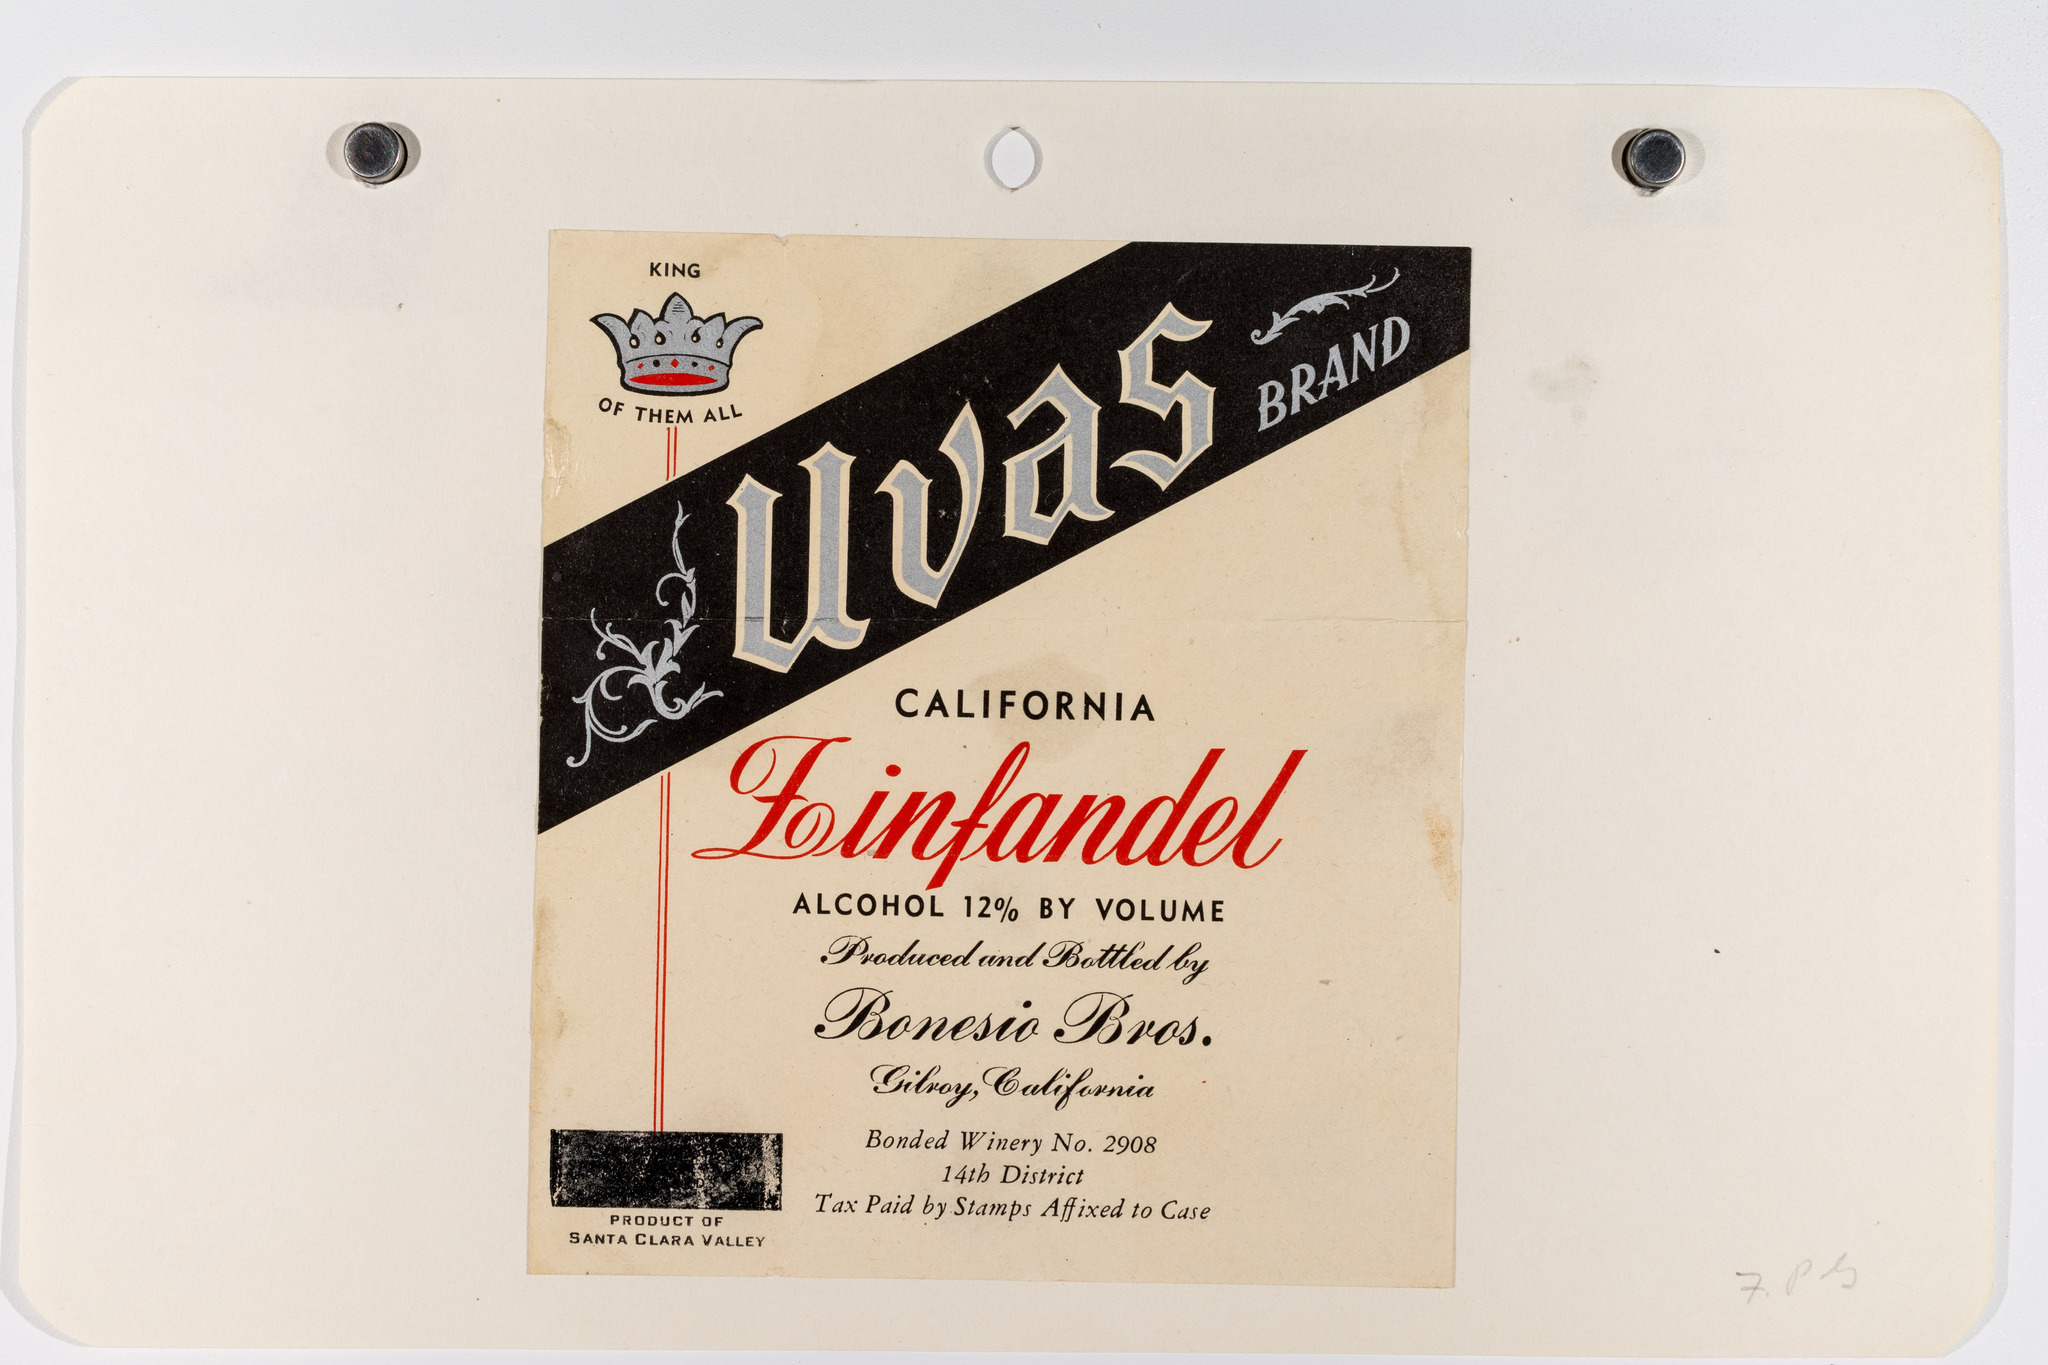 KING
OF THEM ALL
Uvas
BRAND
CALIFORNIA
Zinfandel
ALCOHOL 12% BY VOLUME
Produced and Bottled by
Bonesio Bros.
Gilroy, California
Bonded Winery No. 2908
14th District
Tax Paid by Stamps Affixed to Case
PRODUCT OF
SANTA CLARA VALLEY